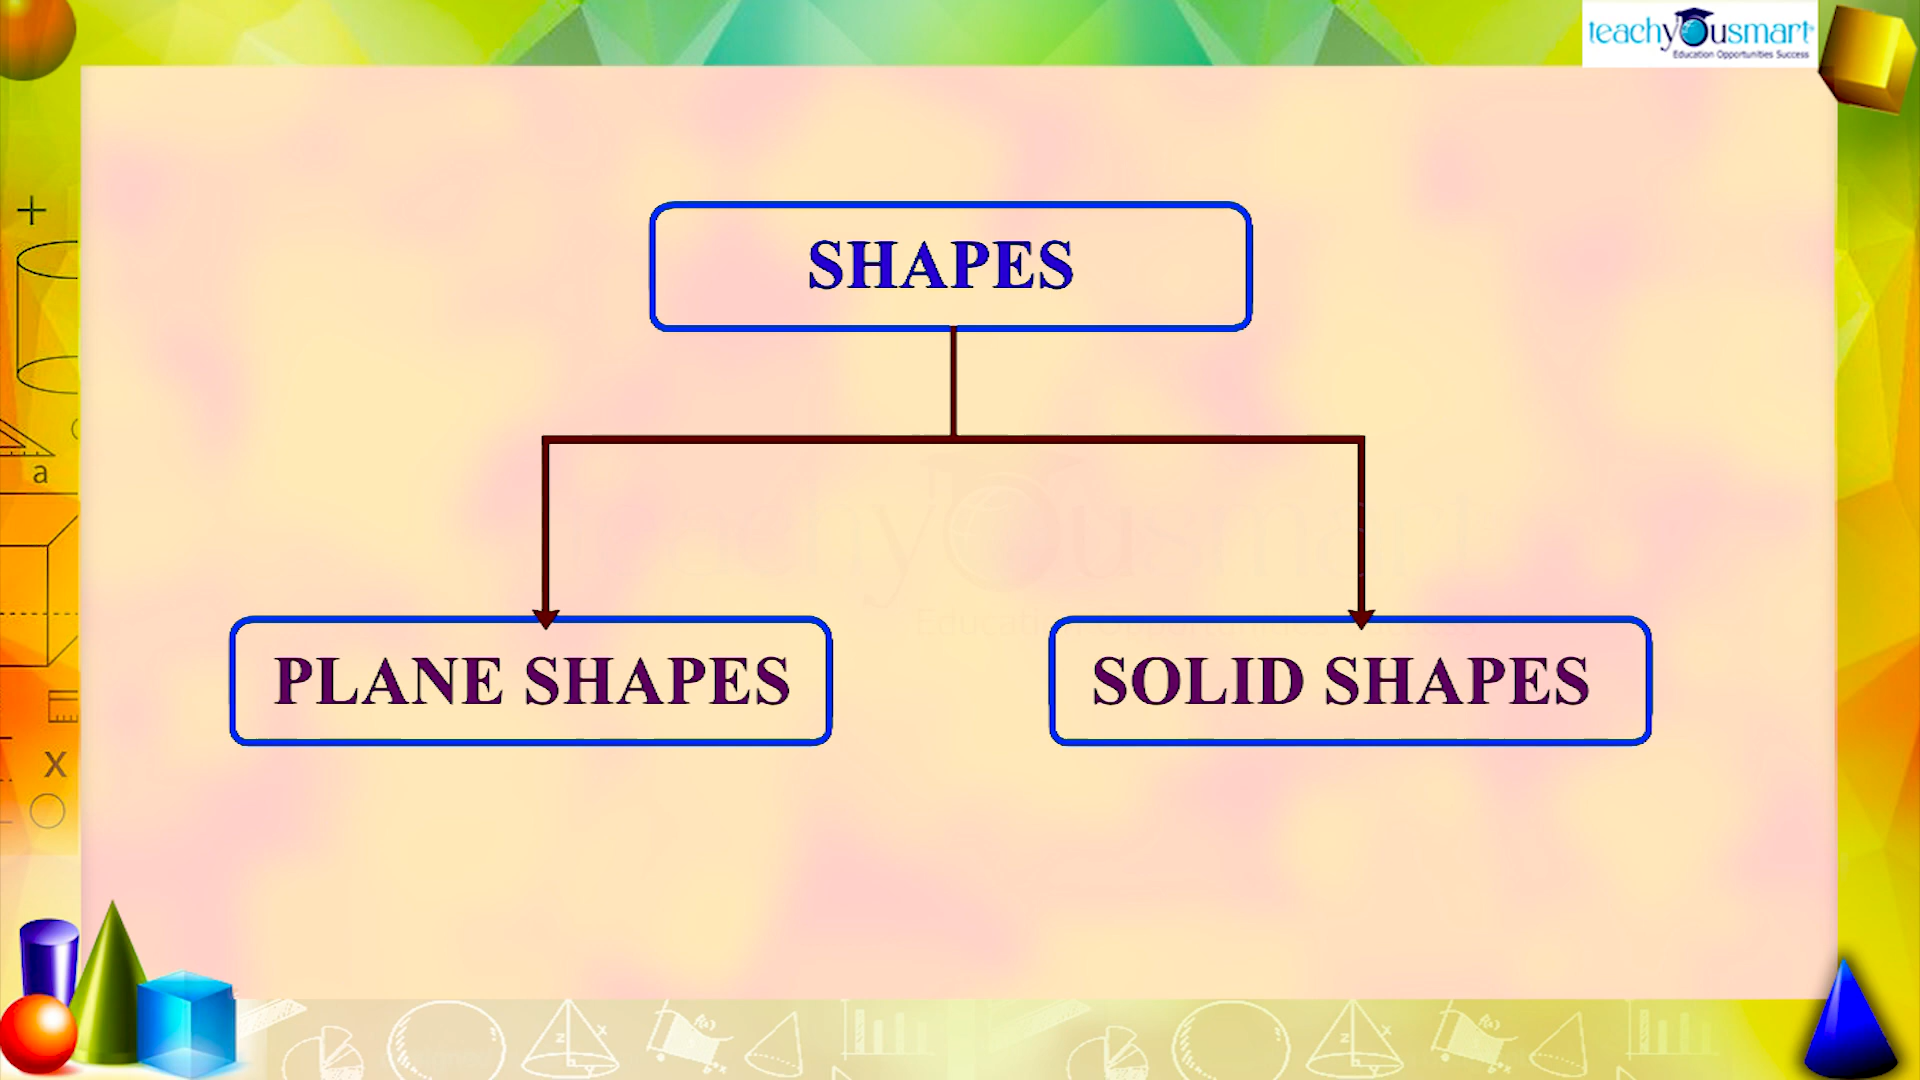 teachyousmart
Education Opportunities Success
SHAPES
PLANE SHAPES
SOLID SHAPES
+
a
X